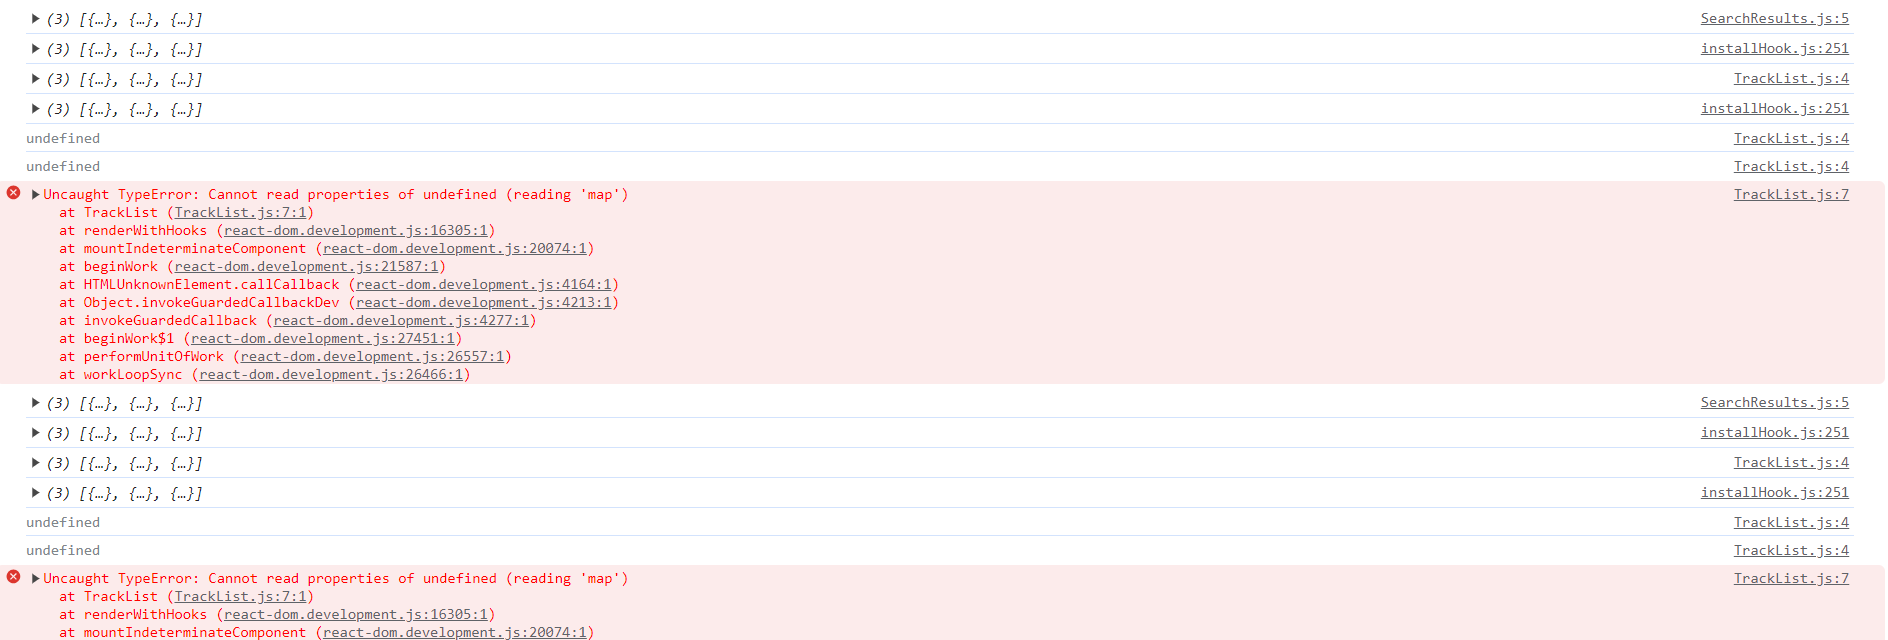 ▶(3) [{…}, {…}, {…}] SearchResults.js:5
▶(3) [{…}, {…}, {…}] installHook.js:251
▶(3) [{…}, {…}, {…}] TrackList.js:4
▶(3) [{…}, {…}, {…}] installHook.js:251
undefined TrackList.js:4
undefined TrackList.js:4
▶Uncaught TypeError: Cannot read properties of undefined (reading 'map') TrackList.js:7
at TrackList (TrackList.js:7:1)
at renderWithHooks (react-dom.development.js:16305:1)
at mountIndeterminateComponent (react-dom.development.js:20074:1)
at beginWork (react-dom.development.js:21587:1)
at HTMLUnknownElement.callCallback (react-dom.development.js:4164:1)
at Object.invokeGuardedCallbackDev (react-dom.development.js:4213:1)
at invokeGuardedCallback (react-dom.development.js:4277:1)
at beginWork$1 (react-dom.development.js:27451:1)
at performUnitOfWork (react-dom.development.js:26557:1)
at workLoopSync (react-dom.development.js:26466:1)
▶(3) [{…}, {…}, {…}] SearchResults.js:5
▶(3) [{…}, {…}, {…}] installHook.js:251
▶(3) [{…}, {…}, {…}] TrackList.js:4
▶(3) [{…}, {…}, {…}] installHook.js:251
undefined TrackList.js:4
undefined TrackList.js:4
▶Uncaught TypeError: Cannot read properties of undefined (reading 'map') TrackList.js:7
at TrackList (TrackList.js:7:1)
at renderWithHooks (react-dom.development.js:16305:1)
at mountIndeterminateComponent (react-dom.development.js:20074:1)